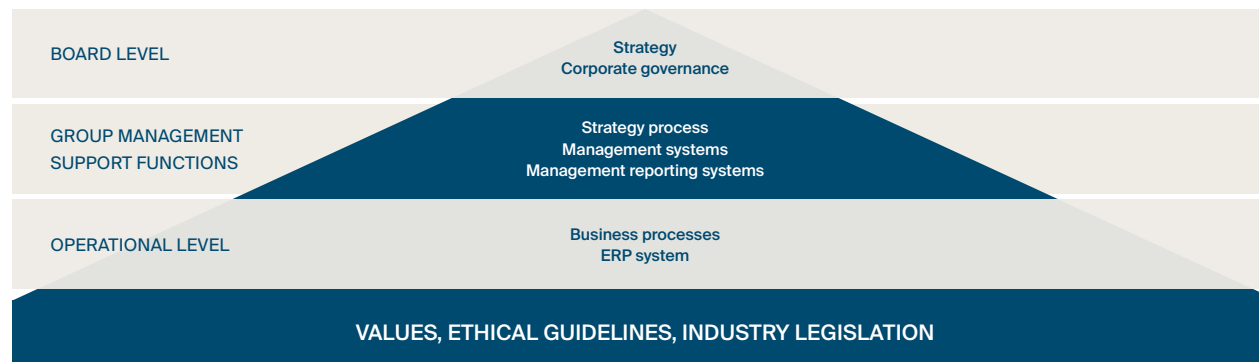 BOARD LEVEL
Strategy
Corporate governance
GROUP MANAGEMENT
SUPPORT FUNCTIONS
Strategy process
Management systems
Management reporting systems
OPERATIONAL LEVEL
Business processes
ERP system
VALUES, ETHICAL GUIDELINES, INDUSTRY LEGISLATION